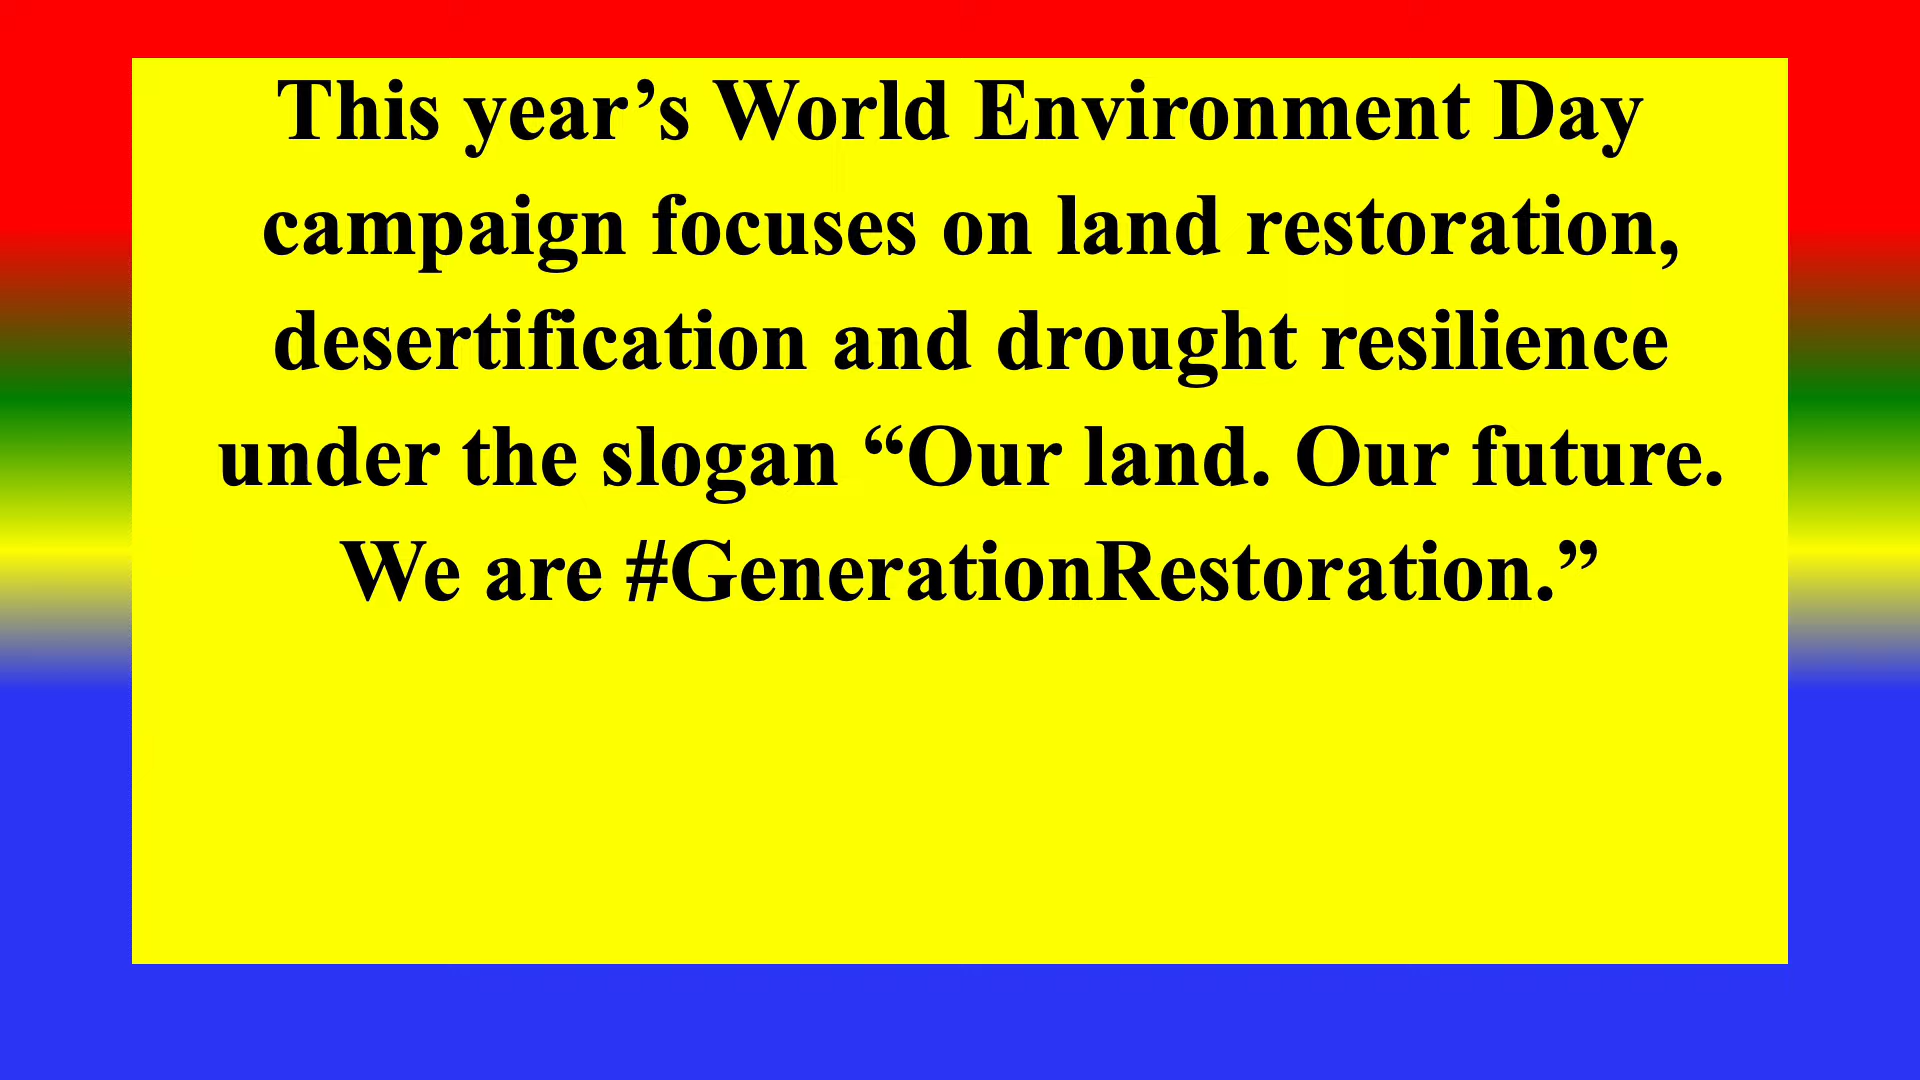 This year’s World Environment Day
campaign focuses on land restoration,
desertification and drought resilience
under the slogan “Our land. Our future.
We are #GenerationRestoration.”